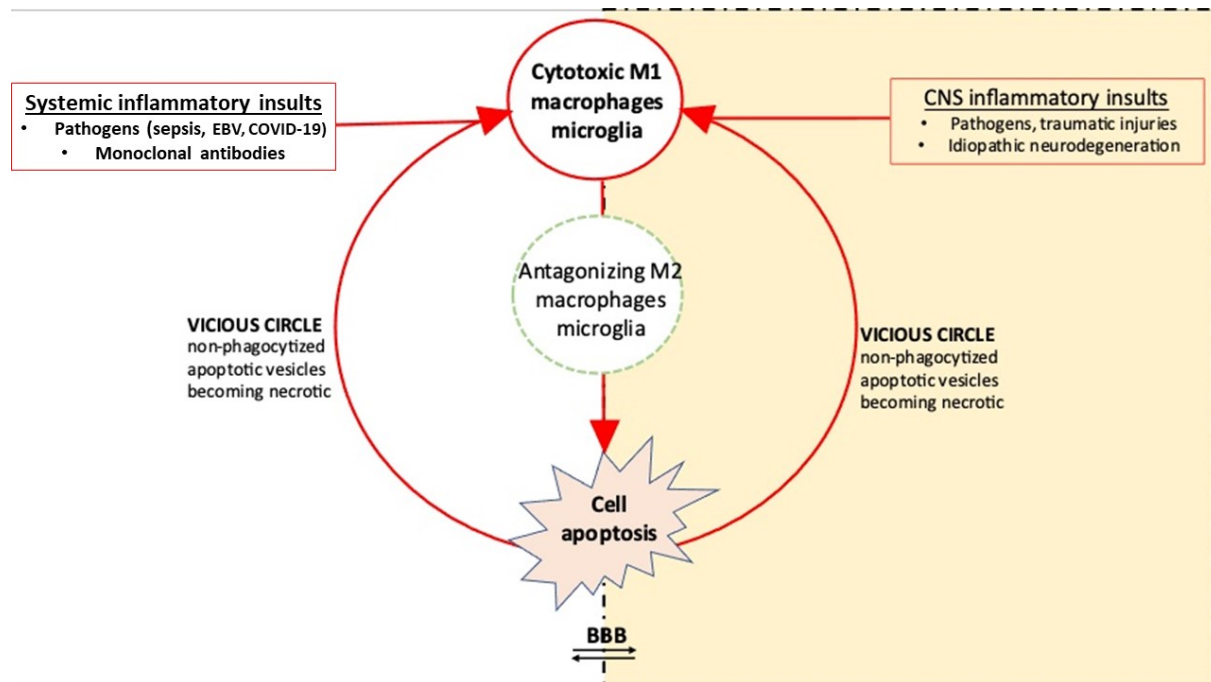 Cytotoxic M1
macrophages
microglia
Systemic inflammatory insults
• Pathogens (sepsis, EBV, COVID-19)
• Monoclonal antibodies
CNS inflammatory insults
• Pathogens, traumatic injuries
• Idiopathic neurodegeneration
Antagonizing M2
macrophages
microglia
VICIOUS CIRCLE
non-phagocytized
apoptotic vesicles
becoming necrotic
VICIOUS CIRCLE
non-phagocytized
apoptotic vesicles
becoming necrotic
Cell
apoptosis
BBB